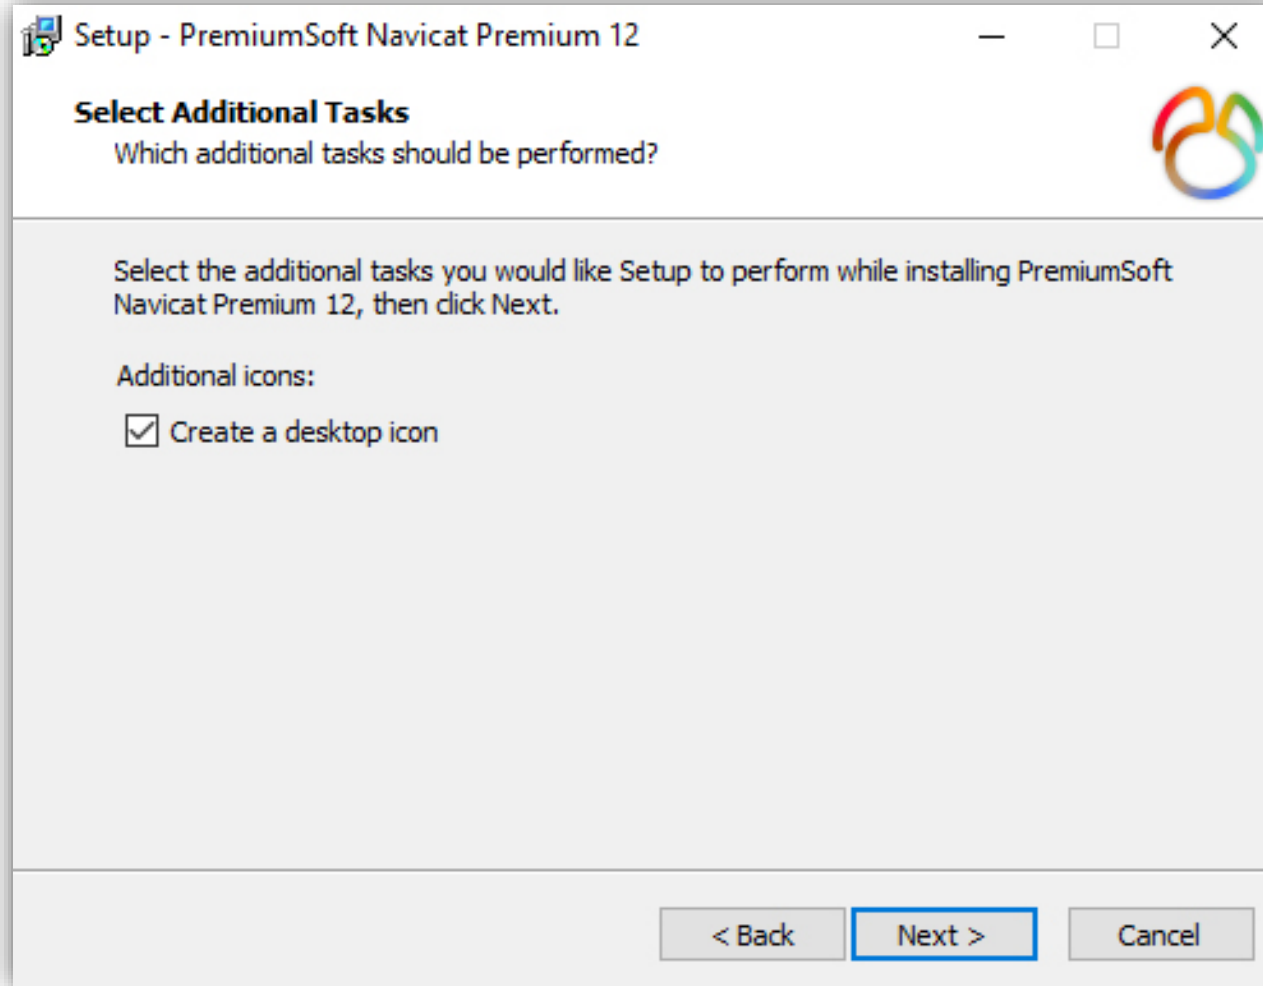 Setup - PremiumSoft Navicat Premium 12
Select Additional Tasks
Which additional tasks should be performed?
Select the additional tasks you would like Setup to perform while installing PremiumSoft
Navicat Premium 12, then click Next.
Additional icons:
Create a desktop icon
< Back
Next >
Cancel